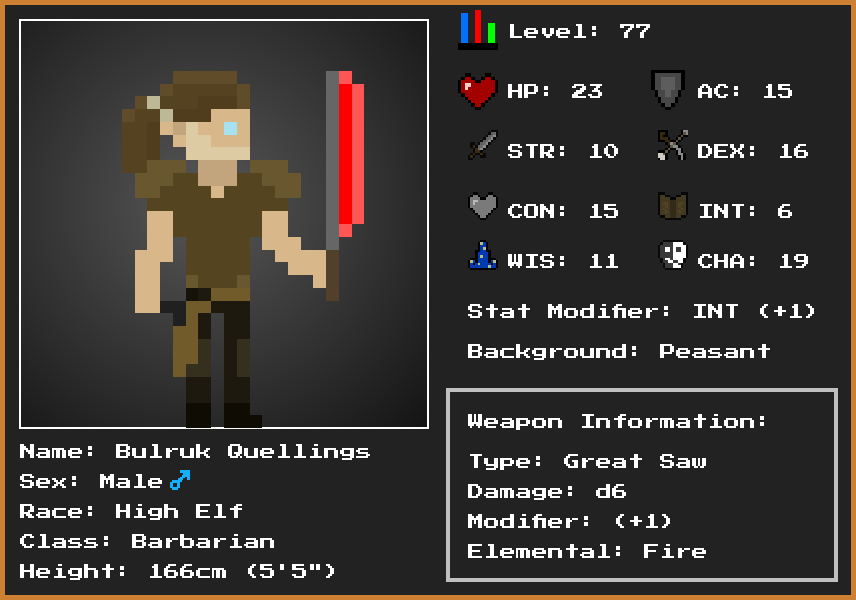 Level: 77
HP: 23
AC: 15
STR: 10
DEX: 16
CON: 15
INT: 6
WIS: 11
CHA: 19
Stat Modifier: INT (+1)
Background: Peasant
Weapon Information:
Type: Great Saw
Damage: d6
Modifier: (+1)
Elemental: Fire
Name: Bulruk Quellings
Sex: Male♂
Race: High Elf
Class: Barbarian
Height: 166cm (5'5")